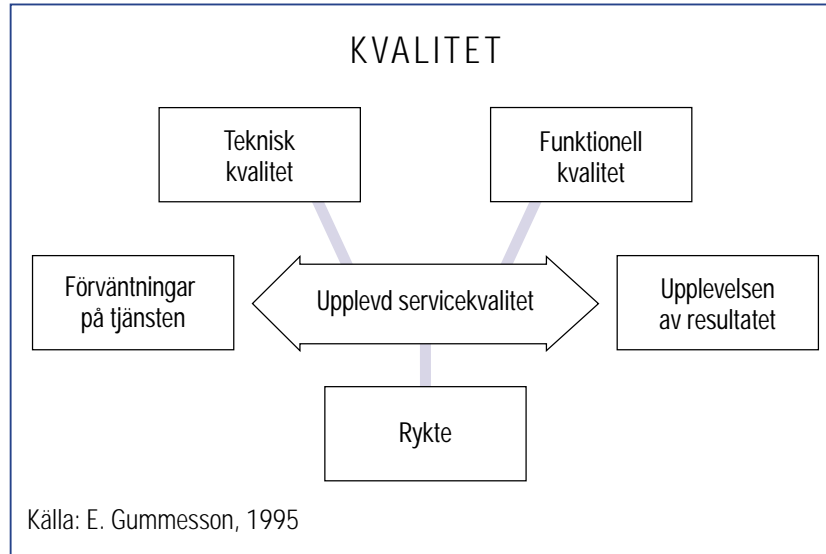 KVALITET
Teknisk
kvalitet
Funktionell
kvalitet
Förväntningar
på tjänsten
Upplevd servicekvalitet
Upplevelsen
av resultatet
Rykte
Källa: E. Gummesson, 1995